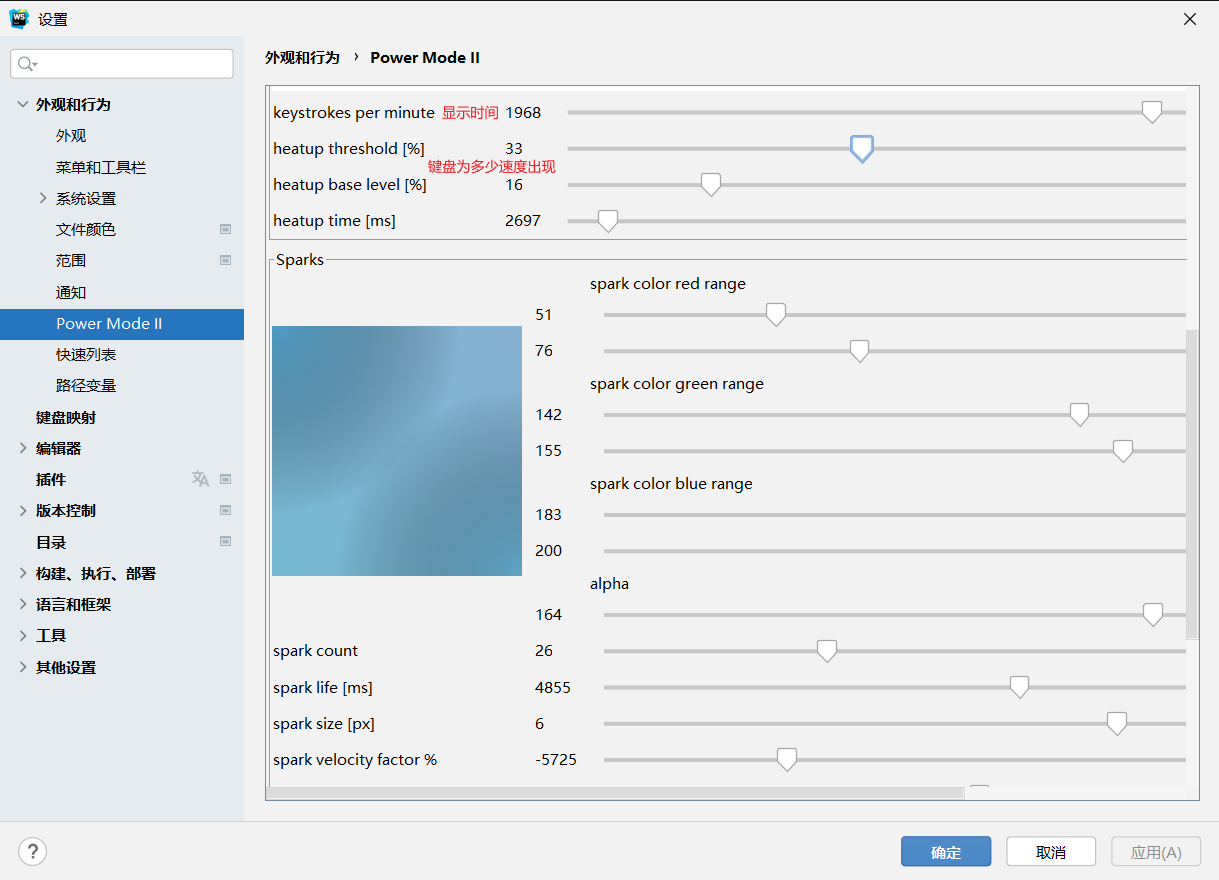 WS 设置
外观和行为 › Power Mode II
外观和行为
外观
菜单和工具栏
系统设置
文件颜色
范围
通知
Power Mode II
快速列表
路径变量
键盘映射
编辑器
插件
版本控制
目录
构建、执行、部署
语言和框架
工具
其他设置
keystrokes per minute 显示时间 1968
heatup threshold [%] 33
键盘为多少速度出现
heatup base level [%] 16
heatup time [ms] 2697
Sparks
spark color red range
51
76
spark color green range
142
155
spark color blue range
183
200
alpha
164
spark count 26
spark life [ms] 4855
spark size [px] 6
spark velocity factor % -5725
?
确定 取消 应用(A)